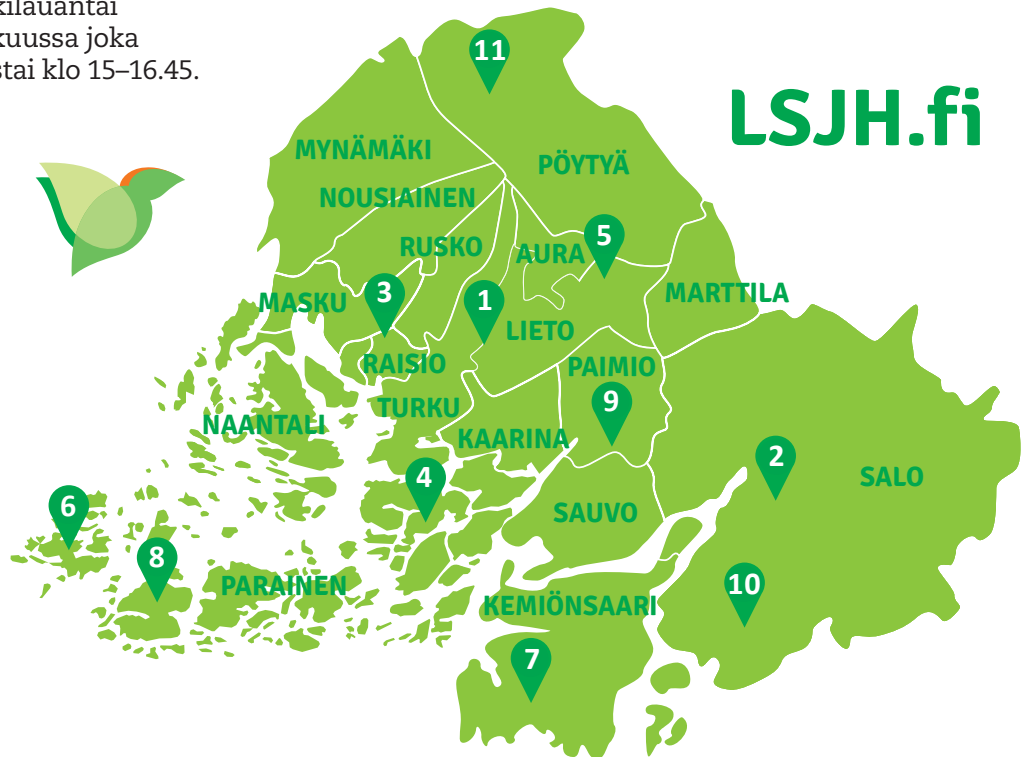 kuussa joka
stai klo 15–16.45.
LSJH.fi
11
MYNÄMÄKI
PÖYTYÄ
NOUSIAINEN
RUSKO
AURA
5
MASKU
3
1
MARTTILA
LIETO
RAISIO
PAIMIO
TURKU
9
NAANTALI
KAARINA
2
4
SALO
6
SAUVO
8
PARAINEN
10
KEMIÖNSAARI
7